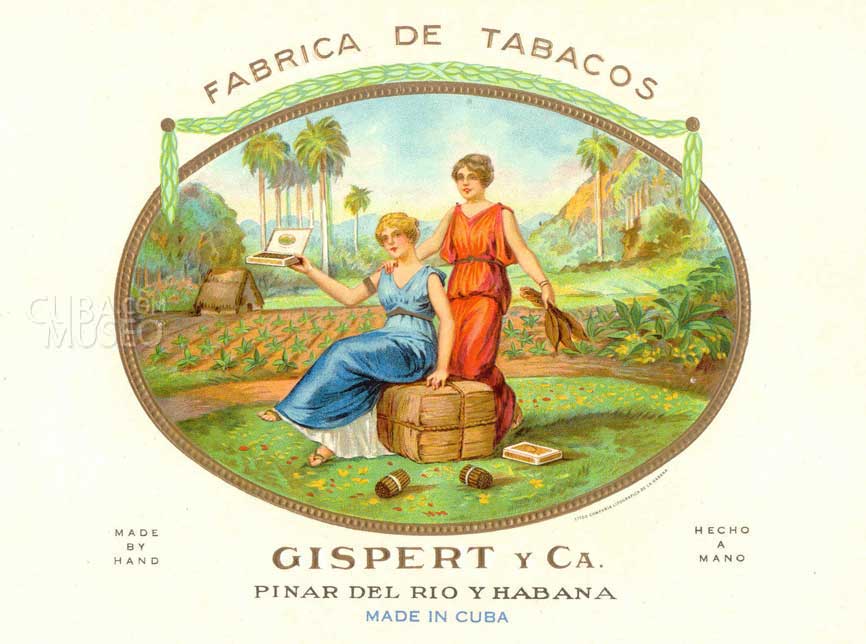 FABRICA DE TABACOS
CUBA CON
MUSEO
MADE
BY
HAND
HECHO
A
MANO
GISPERT Y CA.
PINAR DEL RIO Y HABANA
MADE IN CUBA